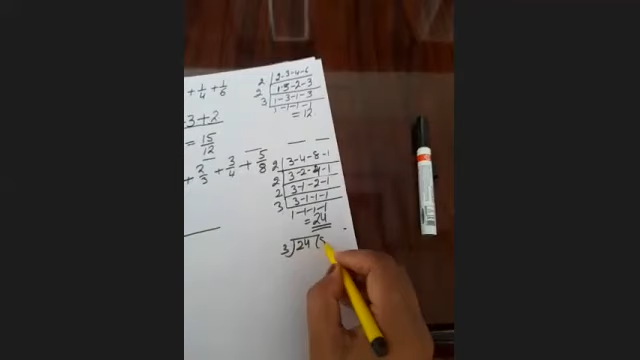 + 1/4 + 1/6
2 | 2-3-4-6
2 | 1-3-2-3
3 | 1-3-1-3
1-1-1-1
= 12
-3+2
= 15/12
+ 2/3 + 3/4 + 5/8
2 | 3-4-8-1
2 | 3-2-4-1
2 | 3-1-2-1
3 | 3-1-1-1
1-1-1-1
= 24
3)24(